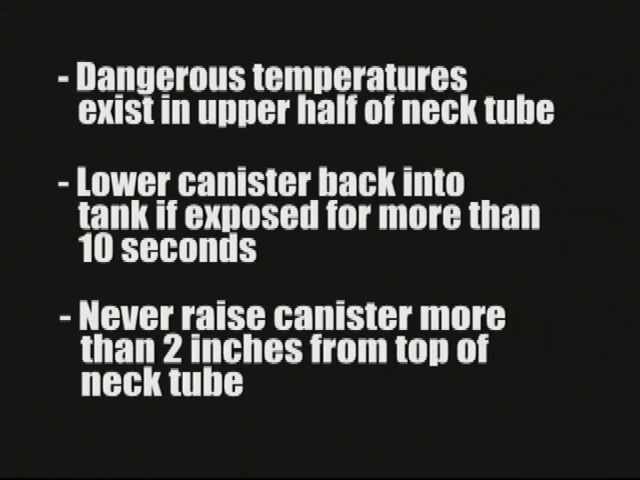 - Dangerous temperatures
exist in upper half of neck tube
- Lower canister back into
tank if exposed for more than
10 seconds
- Never raise canister more
than 2 inches from top of
neck tube